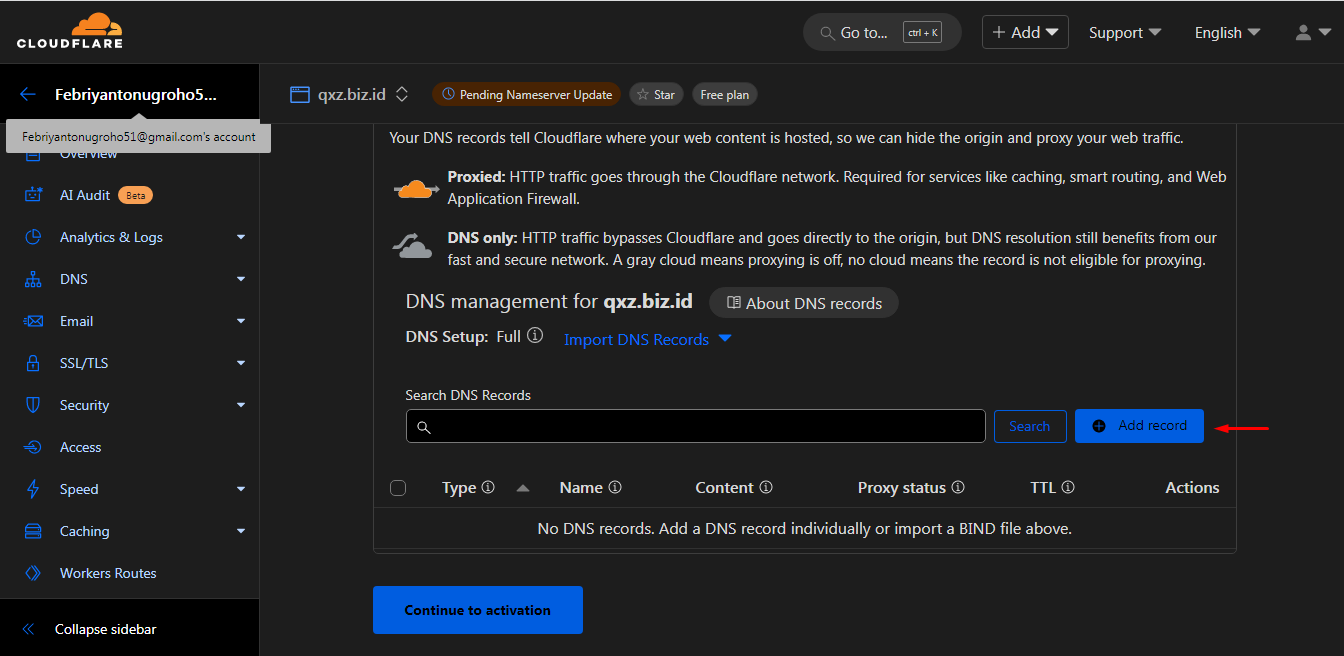 CLOUDFLARE
Go to... ctrl + K
+ Add
Support
English
Febriyantonugroho5...
qxz.biz.id
Pending Nameserver Update
Star
Free plan
Febriyantonugroho51@gmail.com's account
Overview
AI Audit Beta
Analytics & Logs
DNS
Email
SSL/TLS
Security
Access
Speed
Caching
Workers Routes
Collapse sidebar
Your DNS records tell Cloudflare where your web content is hosted, so we can hide the origin and proxy your web traffic.
Proxied: HTTP traffic goes through the Cloudflare network. Required for services like caching, smart routing, and Web
Application Firewall.
DNS only: HTTP traffic bypasses Cloudflare and goes directly to the origin, but DNS resolution still benefits from our
fast and secure network. A gray cloud means proxying is off, no cloud means the record is not eligible for proxying.
DNS management for qxz.biz.id
About DNS records
DNS Setup: Full
Import DNS Records
Search DNS Records
Search
Add record
Type Name Content Proxy status TTL Actions
No DNS records. Add a DNS record individually or import a BIND file above.
Continue to activation